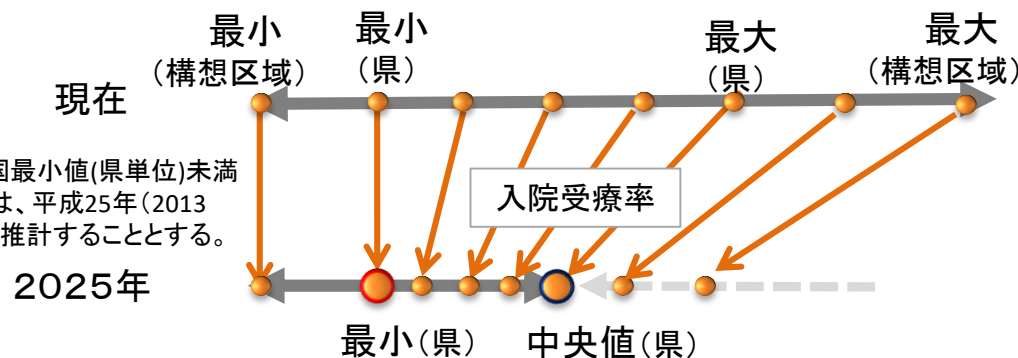 最小
（構想区域）
最小
（県）
最大
（県）
最大
（構想区域）
現在
国最小値(県単位)未満
は、平成25年（2013
推計することとする。
入院受療率
２０２５年
最小（県）
中央値（県）